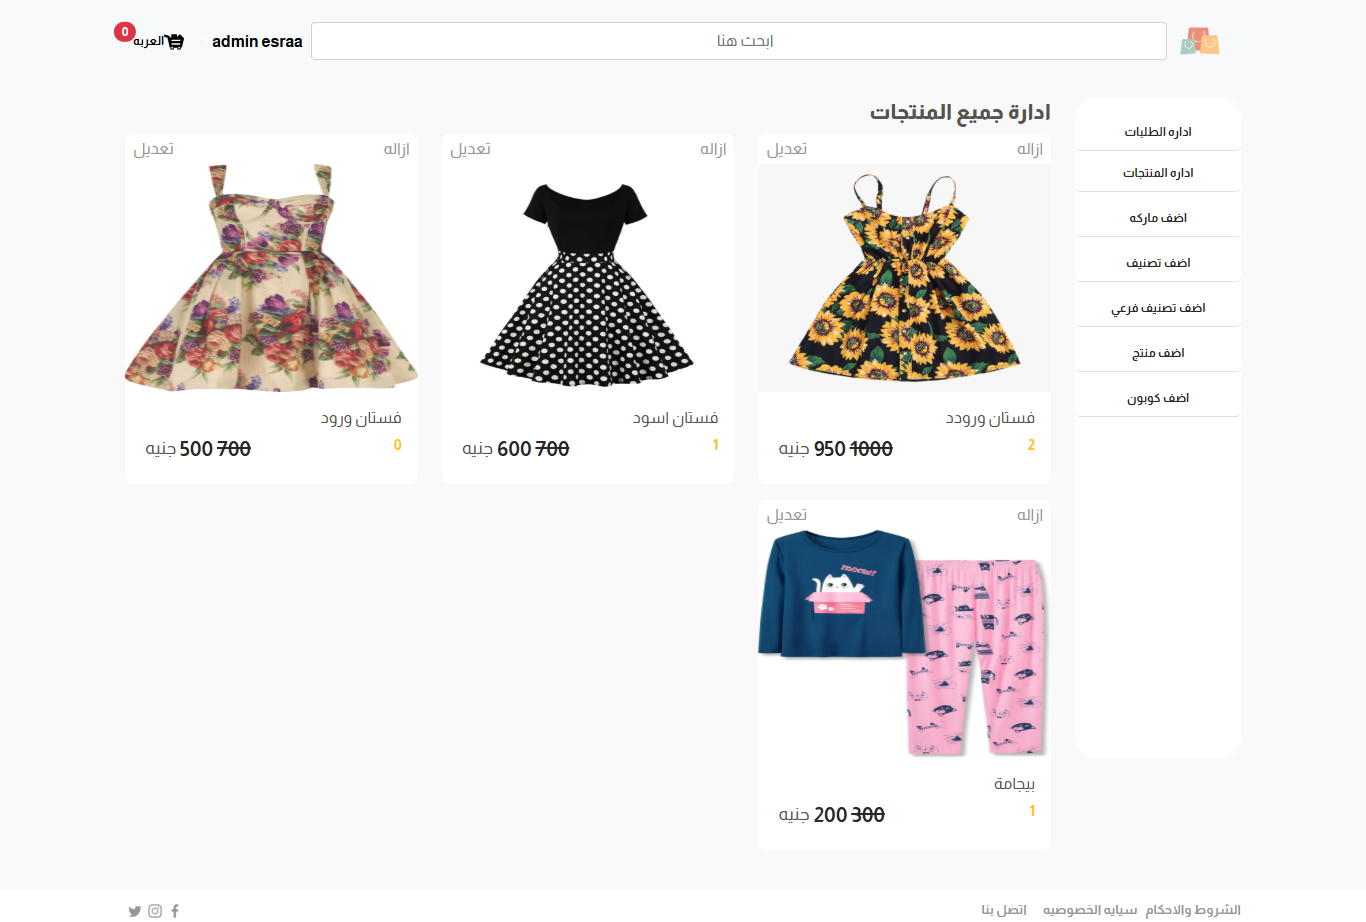 ابحث هنا
admin esraa
العربه
0
اداره الطلبات
اداره المنتجات
اضف ماركه
اضف تصنيف
اضف تصنيف فرعي
اضف منتج
اضف كوبون
ادارة جميع المنتجات
ازاله تعديل
فستان ورودد
2
1000 950 جنيه
ازاله تعديل
فستان اسود
1
700 600 جنيه
ازاله تعديل
فستان ورود
0
700 500 جنيه
ازاله تعديل
meow!
بيجامة
1
300 200 جنيه
الشروط والاحكام سيايه الخصوصيه اتصل بنا